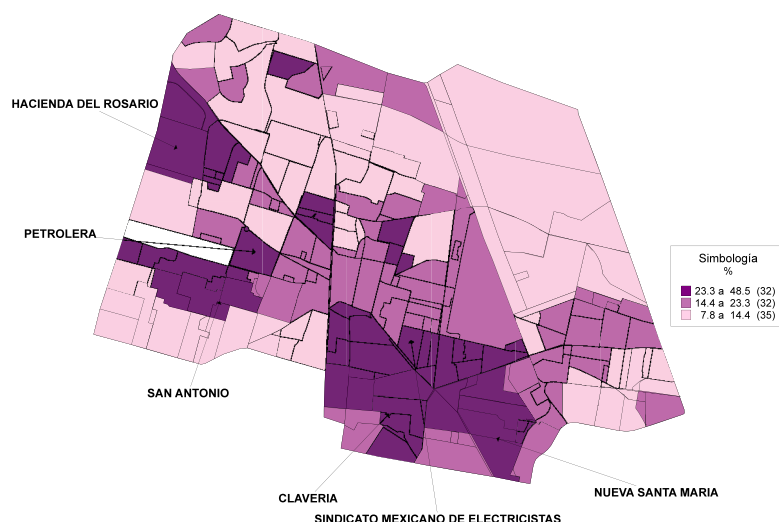 HACIENDA DEL ROSARIO
PETROLERA
Simbología
%
23.3 a 48.5 (32)
14.4 a 23.3 (32)
7.8 a 14.4 (35)
SAN ANTONIO
CLAVERIA
NUEVA SANTA MARIA
SINDICATO MEXICANO DE ELECTRICISTAS